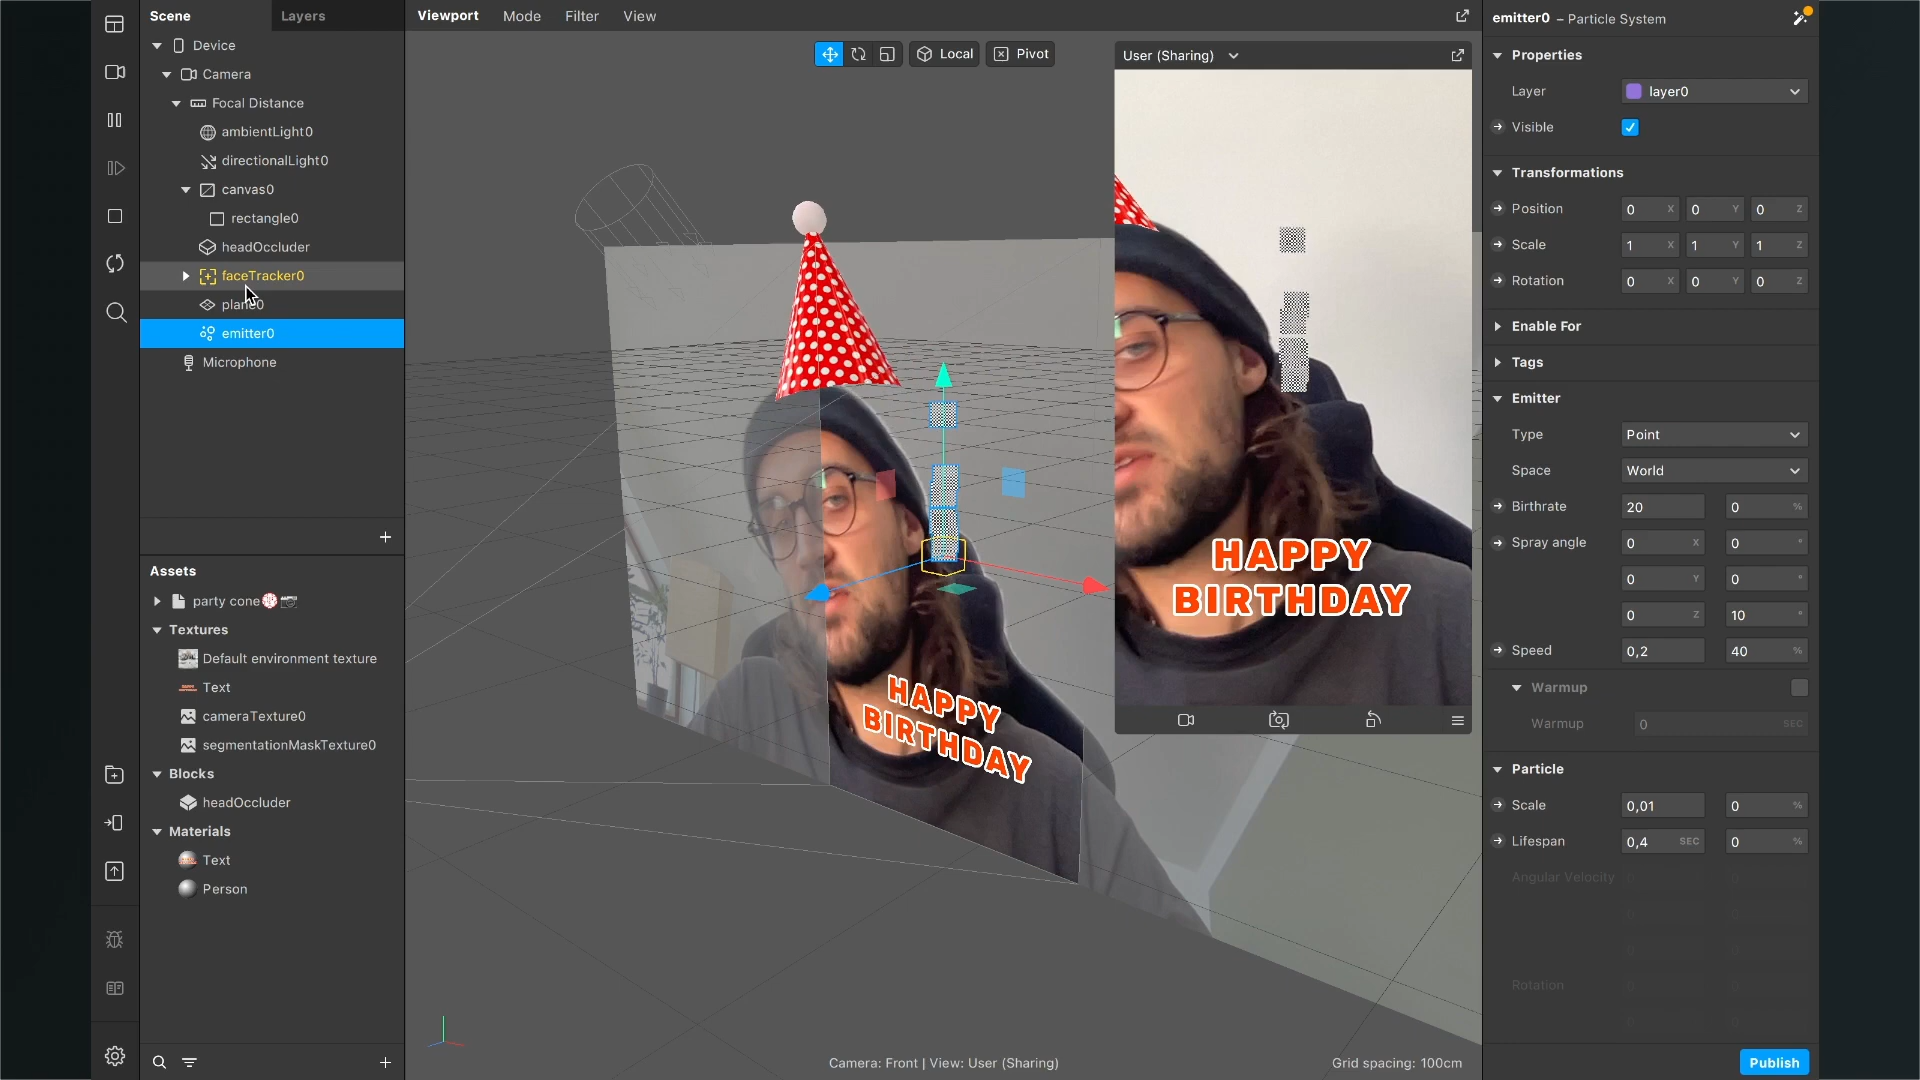 Scene
Layers
Device
Camera
Focal Distance
ambientLight0
directionalLight0
canvas0
rectangle0
headOccluder
faceTracker0
plane0
emitter0
Microphone
Assets
party cone
Textures
Default environment texture
Text
cameraTexture0
segmentationMaskTexture0
Blocks
headOccluder
Materials
Text
Person
Viewport Mode Filter View
Local
Pivot
HAPPY
BIRTHDAY
User (Sharing)
HAPPY
BIRTHDAY
Camera: Front | View: User (Sharing)
Grid spacing: 100cm
emitter0 – Particle System
Properties
Layer layer0
Visible
Transformations
Position 0 X 0 Y 0 Z
Scale 1 X 1 Y 1 Z
Rotation 0 X 0 Y 0 Z
Enable For
Tags
Emitter
Type Point
Space World
Birthrate 20 0 %
Spray angle 0 X 0 °
0 Y 0 °
0 Z 10 °
Speed 0,2 40 %
Warmup
Warmup 0 SEC
Particle
Scale 0,01 0 %
Lifespan 0,4 SEC 0 %
Angular Velocity 0 0
Rotation
Publish